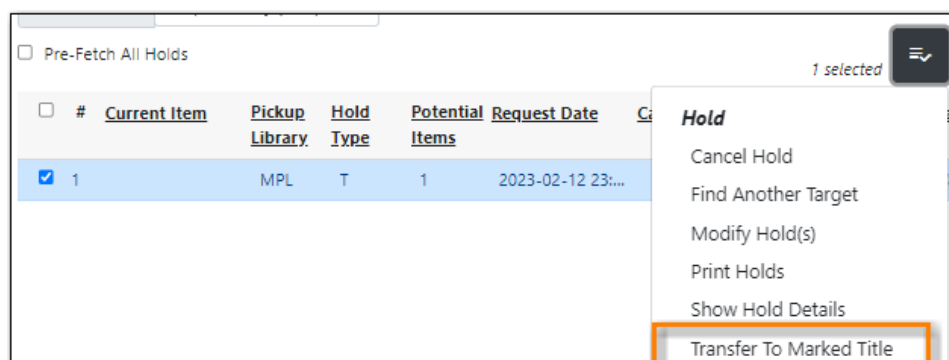 Pre-Fetch All Holds
1 selected
# Current Item Pickup Library Hold Type Potential Items Request Date
1 MPL T 1 2023-02-12 23:...
Hold
Cancel Hold
Find Another Target
Modify Hold(s)
Print Holds
Show Hold Details
Transfer To Marked Title